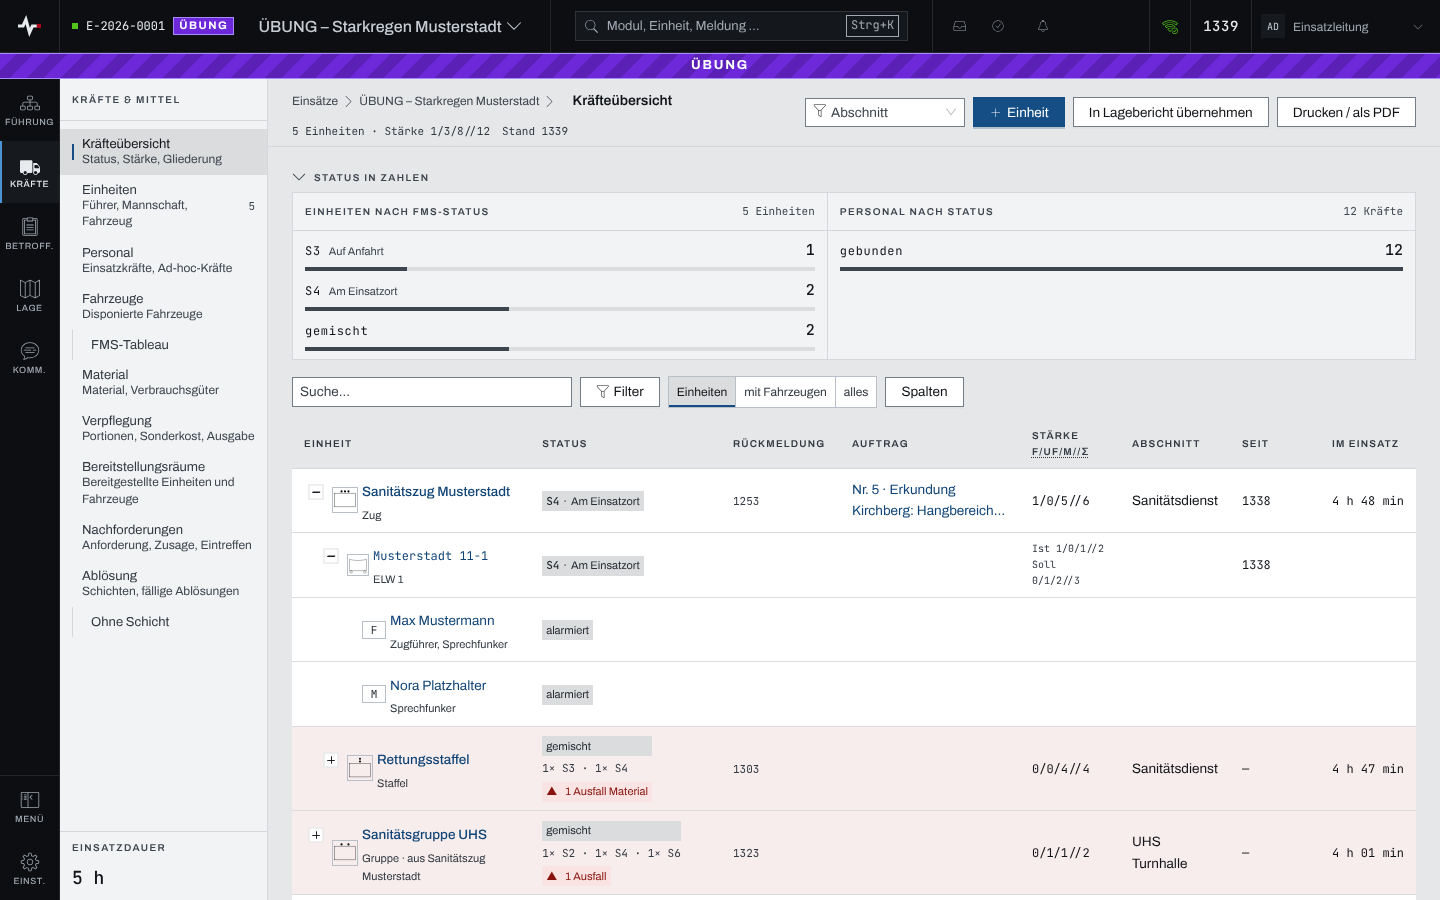 E-2026-0001 ÜBUNG ÜBUNG – Starkregen Musterstadt Modul, Einheit, Meldung ... Strg+K 1339 AD Einsatzleitung
ÜBUNG
FÜHRUNG
KRÄFTE
BETROFF.
LAGE
KOMM.
MENÜ
EINST.
KRÄFTE & MITTEL
Kräfteübersicht
Status, Stärke, Gliederung
Einheiten
Führer, Mannschaft,
Fahrzeug
5
Personal
Einsatzkräfte, Ad-hoc-Kräfte
Fahrzeuge
Disponierte Fahrzeuge
FMS-Tableau
Material
Material, Verbrauchsgüter
Verpflegung
Portionen, Sonderkost, Ausgabe
Bereitstellungsräume
Bereitgestellte Einheiten und
Fahrzeuge
Nachforderungen
Anforderung, Zusage, Eintreffen
Ablösung
Schichten, fällige Ablösungen
Ohne Schicht
EINSATZDAUER
5 h
Einsätze ÜBUNG – Starkregen Musterstadt Kräfteübersicht
5 Einheiten · Stärke 1/3/8//12 Stand 1339
Abschnitt + Einheit In Lagebericht übernehmen Drucken / als PDF
STATUS IN ZAHLEN
EINHEITEN NACH FMS-STATUS 5 Einheiten
S3 Auf Anfahrt 1
S4 Am Einsatzort 2
gemischt 2
PERSONAL NACH STATUS 12 Kräfte
gebunden 12
Suche... Filter Einheiten mit Fahrzeugen alles Spalten
EINHEIT STATUS RÜCKMELDUNG AUFTRAG STÄRKE F/UF/M//Σ ABSCHNITT SEIT IM EINSATZ
Sanitätszug Musterstadt
Zug
S4 · Am Einsatzort
1253
Nr. 5 · Erkundung
Kirchberg: Hangbereich...
1/0/5//6
Sanitätsdienst
1338
4 h 48 min
Musterstadt 11-1
ELW 1
S4 · Am Einsatzort
Ist 1/0/1//2
Soll
0/1/2//3
1338
F
Max Mustermann
Zugführer, Sprechfunker
alarmiert
M
Nora Platzhalter
Sprechfunker
alarmiert
+
Rettungsstaffel
Staffel
gemischt
1× S3 · 1× S4
1 Ausfall Material
1303
0/0/4//4
Sanitätsdienst
–
4 h 47 min
+
Sanitätsgruppe UHS
Gruppe · aus Sanitätszug
Musterstadt
gemischt
1× S2 · 1× S4 · 1× S6
1 Ausfall
1323
0/1/1//2
UHS
Turnhalle
–
4 h 01 min